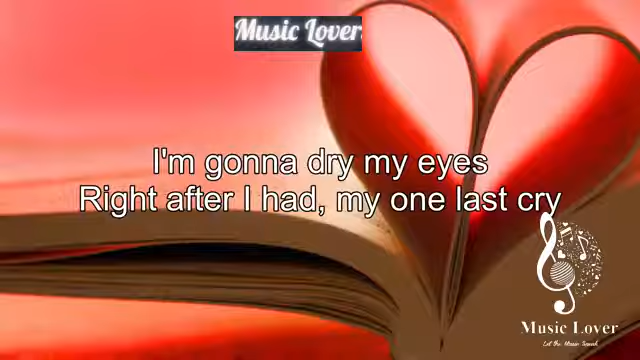 Music Lover
I'm gonna dry my eyes
Right after I had, my one last cry
Music Lover